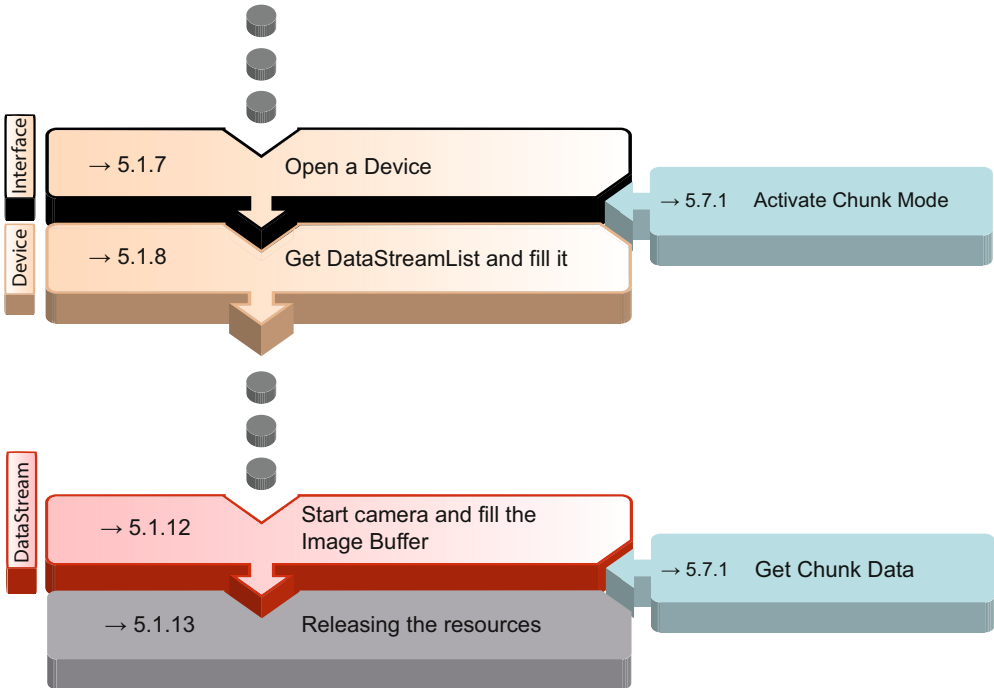 Interface
→ 5.1.7 Open a Device
→ 5.7.1 Activate Chunk Mode
Device
→ 5.1.8 Get DataStreamList and fill it
DataStream
→ 5.1.12 Start camera and fill the
Image Buffer
→ 5.7.1 Get Chunk Data
→ 5.1.13 Releasing the resources